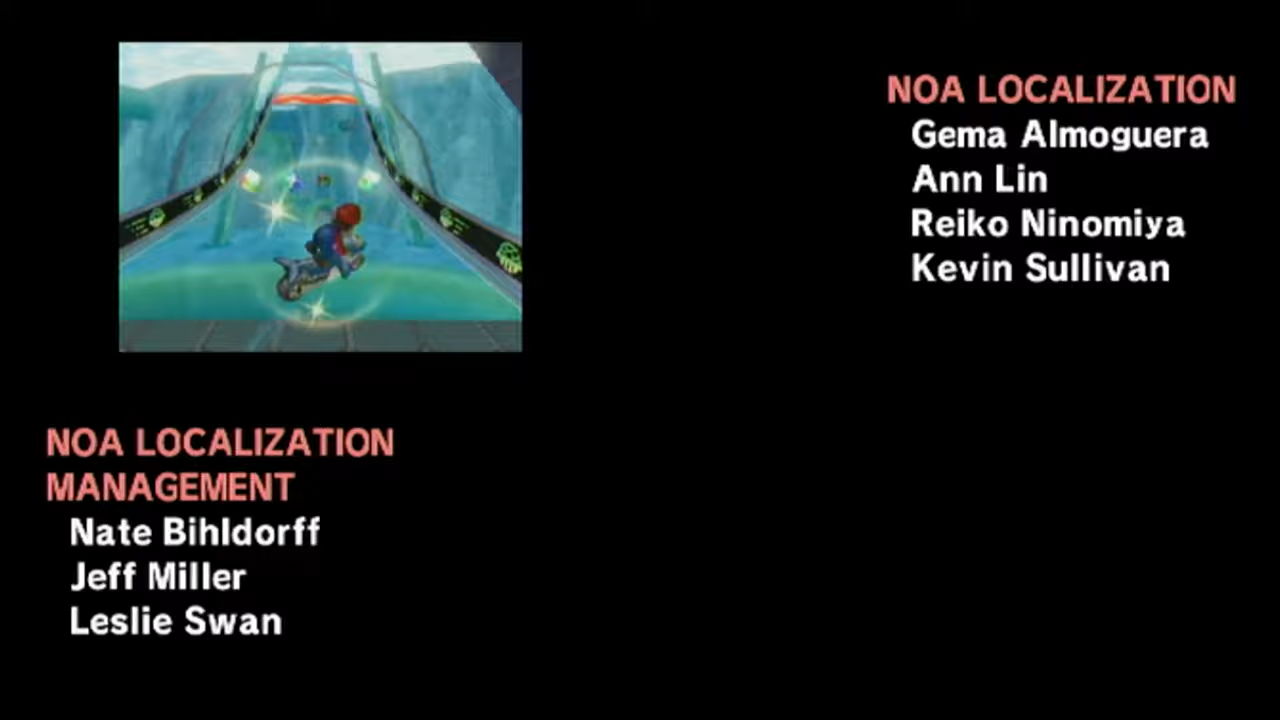 NOA LOCALIZATION
Gema Almoguera
Ann Lin
Reiko Ninomiya
Kevin Sullivan
NOA LOCALIZATION
MANAGEMENT
Nate Bihldorff
Jeff Miller
Leslie Swan